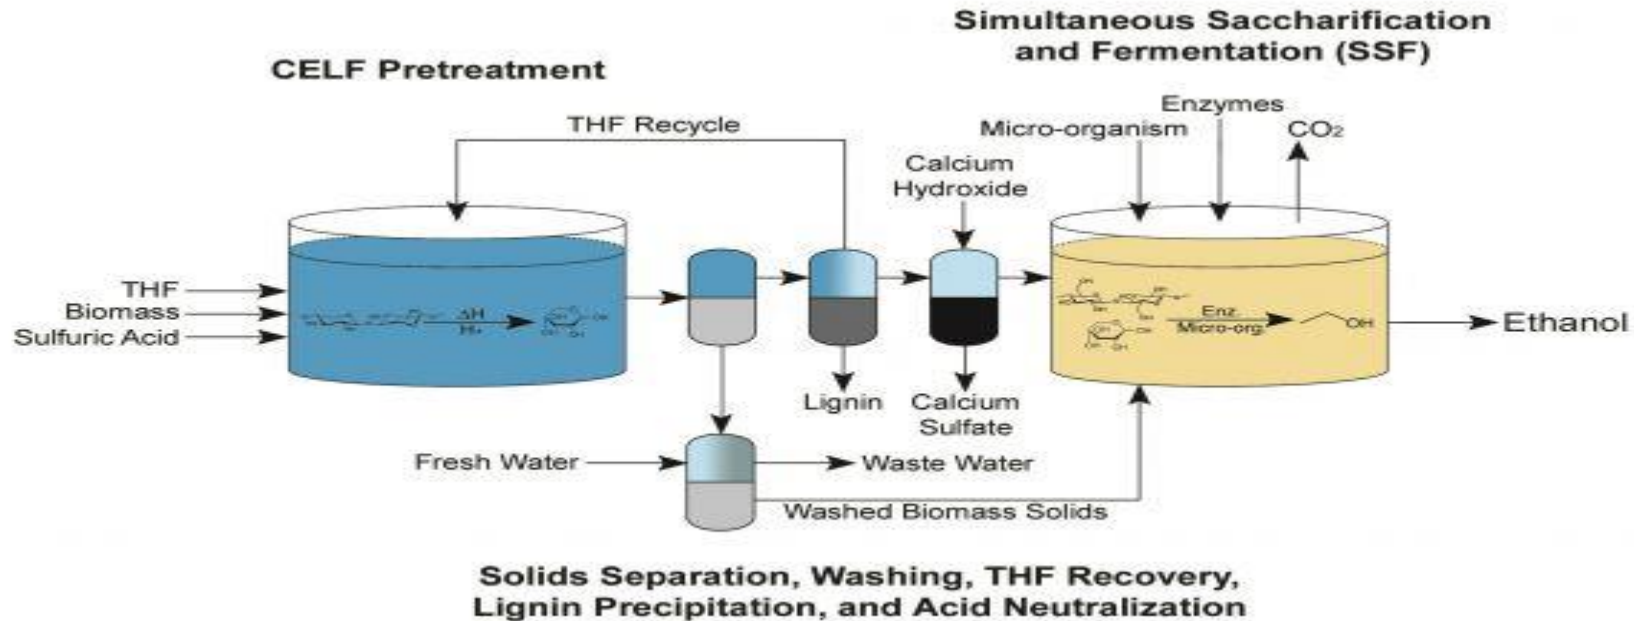 Simultaneous Saccharification
and Fermentation (SSF)
CELF Pretreatment
THF Recycle
Enzymes
Micro-organism
CO₂
Calcium
Hydroxide
THF
Biomass
Sulfuric Acid
ΔH
H+
Enz.
Micro-org.
OH
Ethanol
Lignin
Calcium
Sulfate
Fresh Water
Waste Water
Washed Biomass Solids
Solids Separation, Washing, THF Recovery,
Lignin Precipitation, and Acid Neutralization